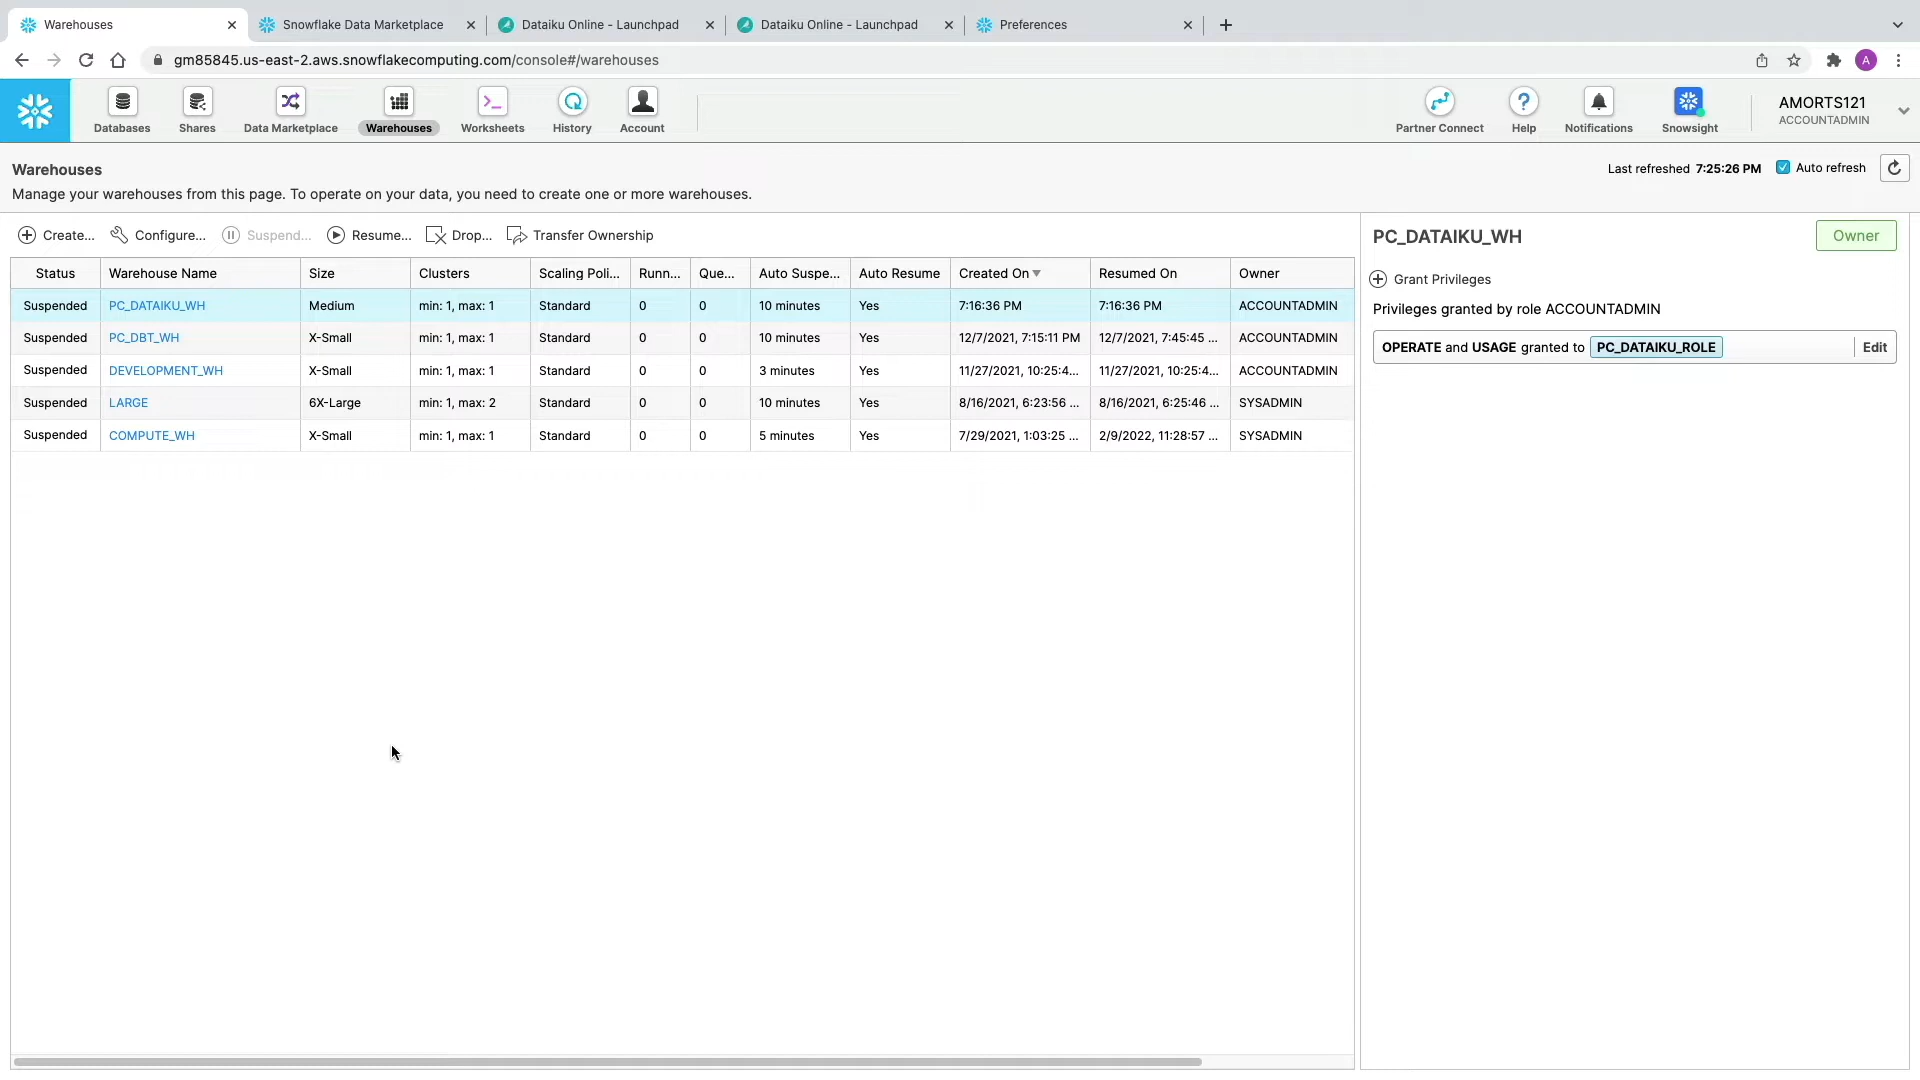 Warehouses
Snowflake Data Marketplace
Dataiku Online - Launchpad
Dataiku Online - Launchpad
Preferences
gm85845.us-east-2.aws.snowflakecomputing.com/console#/warehouses
A
Databases
Shares
Data Marketplace
Warehouses
Worksheets
History
Account
Partner Connect
Help
Notifications
Snowsight
AMORTS121
ACCOUNTADMIN
Warehouses
Manage your warehouses from this page. To operate on your data, you need to create one or more warehouses.
Last refreshed 7:25:26 PM
Auto refresh
Create...
Configure...
Suspend...
Resume...
Drop...
Transfer Ownership
Status Warehouse Name Size Clusters Scaling Poli... Runn... Que... Auto Suspe... Auto Resume Created On Resumed On Owner
Suspended PC_DATAIKU_WH Medium min: 1, max: 1 Standard 0 0 10 minutes Yes 7:16:36 PM 7:16:36 PM ACCOUNTADMIN
Suspended PC_DBT_WH X-Small min: 1, max: 1 Standard 0 0 10 minutes Yes 12/7/2021, 7:15:11 PM 12/7/2021, 7:45:45 ... ACCOUNTADMIN
Suspended DEVELOPMENT_WH X-Small min: 1, max: 1 Standard 0 0 3 minutes Yes 11/27/2021, 10:25:4... 11/27/2021, 10:25:4... ACCOUNTADMIN
Suspended LARGE 6X-Large min: 1, max: 2 Standard 0 0 10 minutes Yes 8/16/2021, 6:23:56 ... 8/16/2021, 6:25:46 ... SYSADMIN
Suspended COMPUTE_WH X-Small min: 1, max: 1 Standard 0 0 5 minutes Yes 7/29/2021, 1:03:25 ... 2/9/2022, 11:28:57 ... SYSADMIN
PC_DATAIKU_WH
Owner
Grant Privileges
Privileges granted by role ACCOUNTADMIN
OPERATE and USAGE granted to PC_DATAIKU_ROLE
Edit